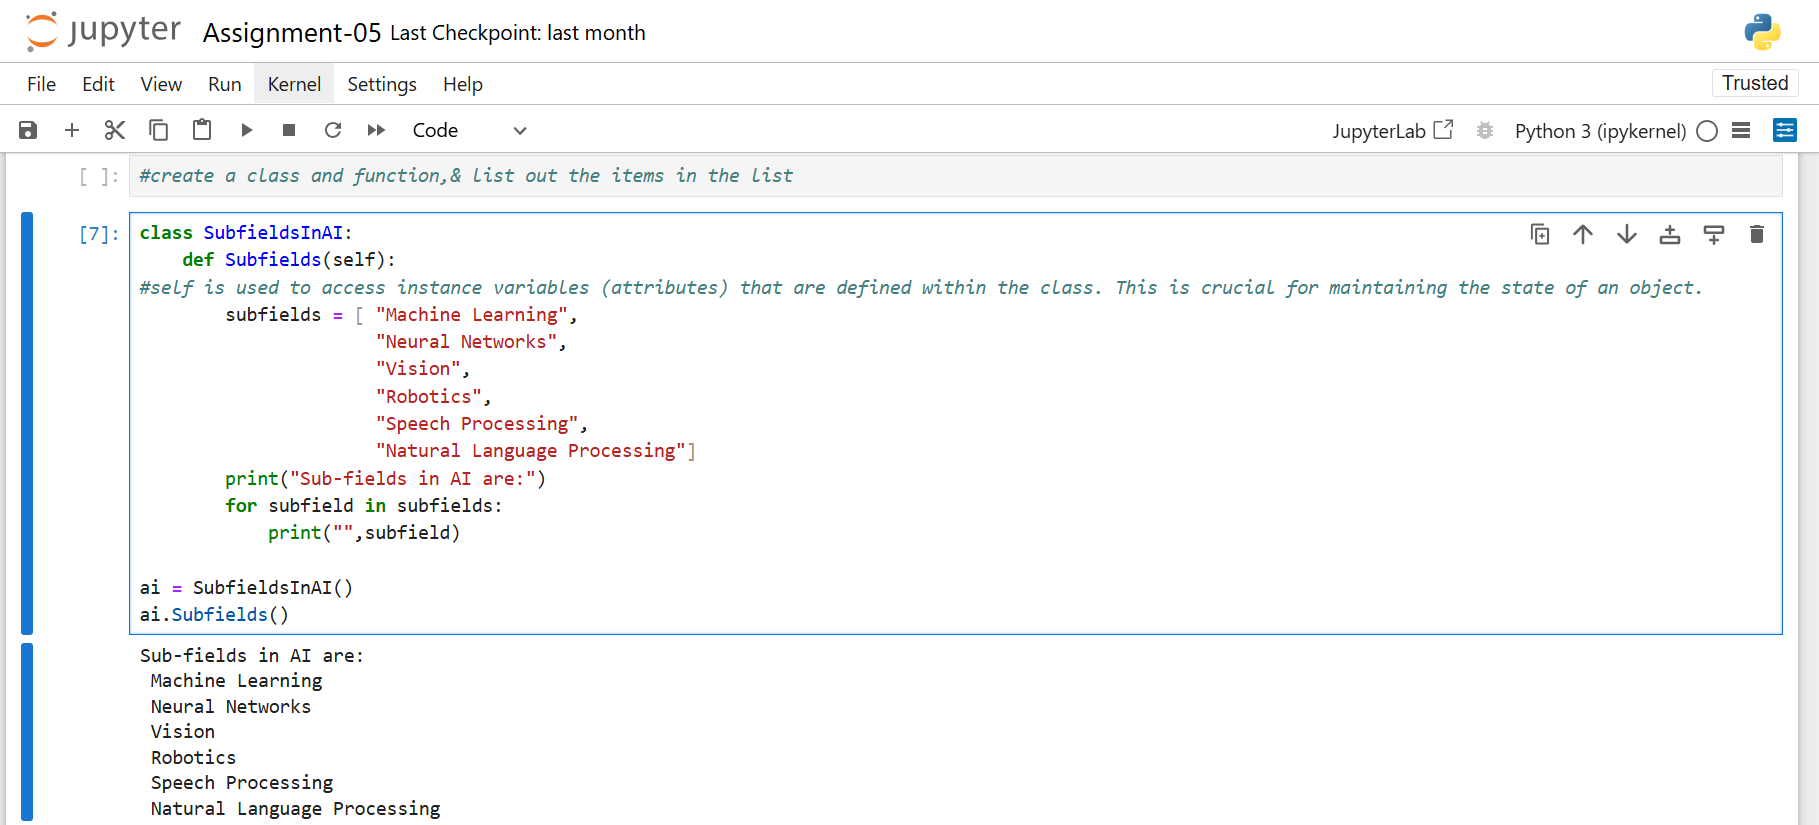 jupyter Assignment-05 Last Checkpoint: last month
File Edit View Run Kernel Settings Help Trusted
Code JupyterLab Python 3 (ipykernel)
[ ]: #create a class and function,& list out the items in the list
[7]: class SubfieldsInAI:
    def Subfields(self):
#self is used to access instance variables (attributes) that are defined within the class. This is crucial for maintaining the state of an object.
        subfields = [ "Machine Learning",
                      "Neural Networks",
                      "Vision",
                      "Robotics",
                      "Speech Processing",
                      "Natural Language Processing"]
        print("Sub-fields in AI are:")
        for subfield in subfields:
            print("",subfield)
ai = SubfieldsInAI()
ai.Subfields()
Sub-fields in AI are:
 Machine Learning
 Neural Networks
 Vision
 Robotics
 Speech Processing
 Natural Language Processing